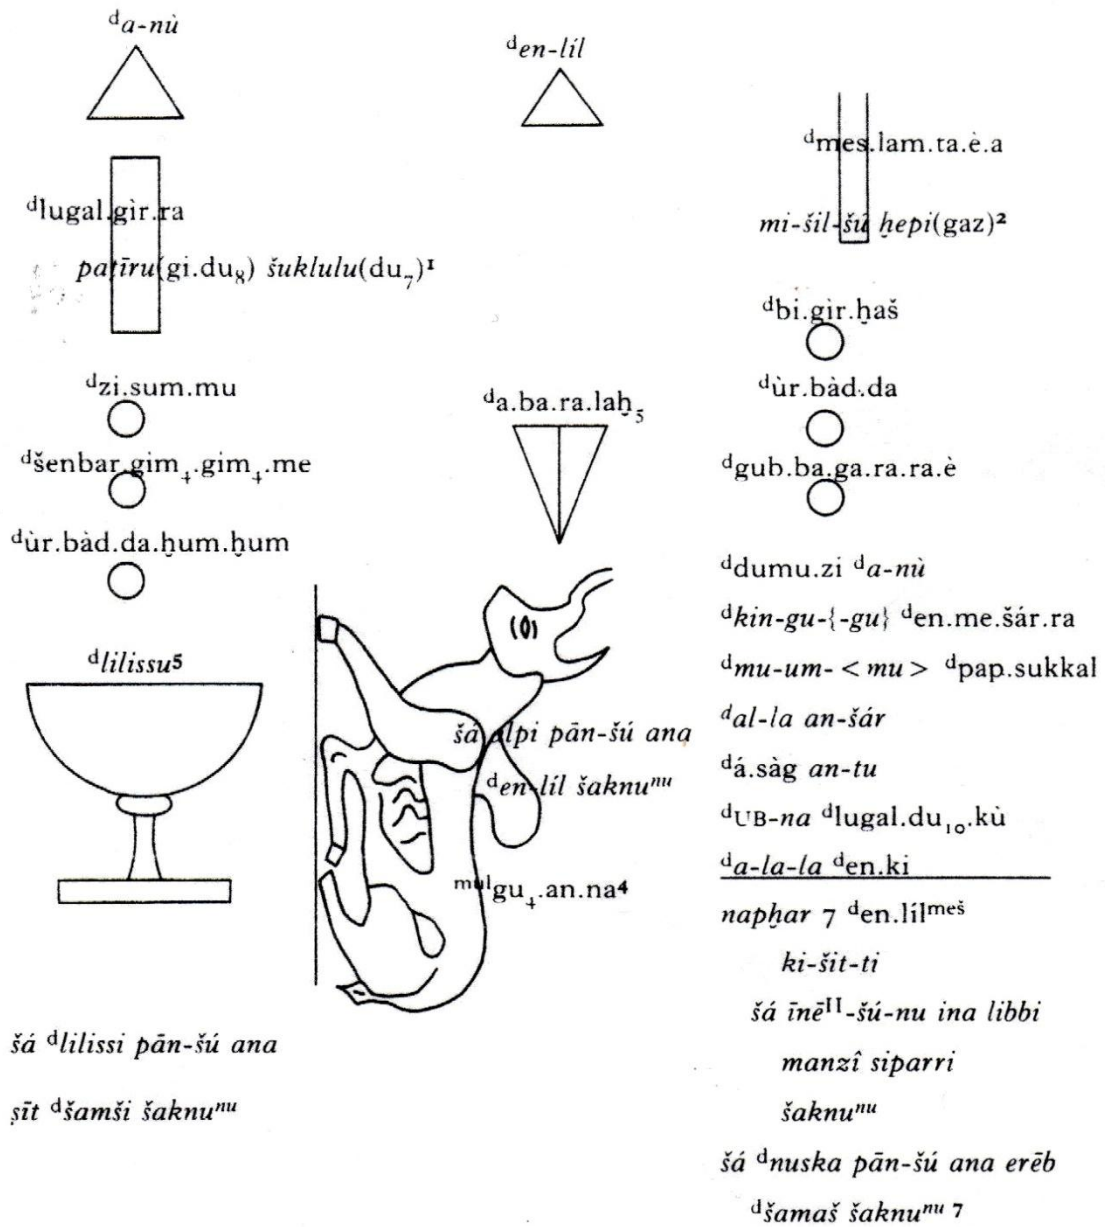 ᵈa-nù
ᵈlugal.gìr.ra
paṭīru(gi.du₈) šuklulu(du₇)¹
ᵈzi.sum.mu
ᵈšenbar.gim₄.gim₄.me
ᵈùr.bàd.da.ḫum.ḫum
ᵈlilissu⁵
šá ᵈlilissi pān-šú ana
ṣīt ᵈšamši šaknuⁿᵘ
ᵈen-líl
ᵈa.ba.ra.laḫ₅
šá alpi pān-šú ana
ᵈen-líl šaknuⁿᵘ
ᵐᵘˡgu₄.an.na⁴
ᵈmes.lam.ta.è.a
mi-šil-šú ḫepi(gaz)²
ᵈbi.gìr.ḫaš
ᵈùr.bàd.da
ᵈgub.ba.ga.ra.ra.è
ᵈdumu.zi ᵈa-nù
ᵈkin-gu-{-gu} ᵈen.me.šár.ra
ᵈmu-um-<mu> ᵈpap.sukkal
ᵈal-la an-šár
ᵈá.sàg an-tu
ᵈUB-na ᵈlugal.du₁₀.kù
ᵈa-la-la ᵈen.ki
napḫar 7 ᵈen.lílᵐᵉš
ki-šit-ti
šá īnēᴵᴵ-šú-nu ina libbi
manzî siparri
šaknuⁿᵘ
šá ᵈnuska pān-šú ana erēb
ᵈšamaš šaknuⁿᵘ ⁷